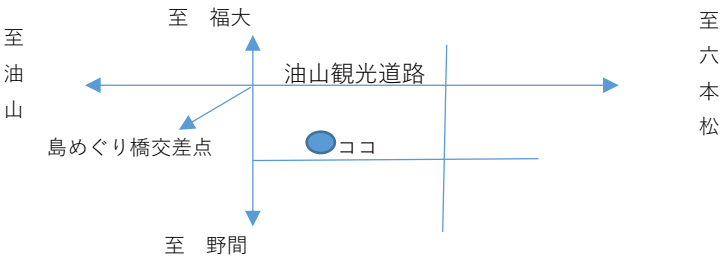 至　福大
至油山
油山観光道路
至六本松
島めぐり橋交差点
ココ
至　野間